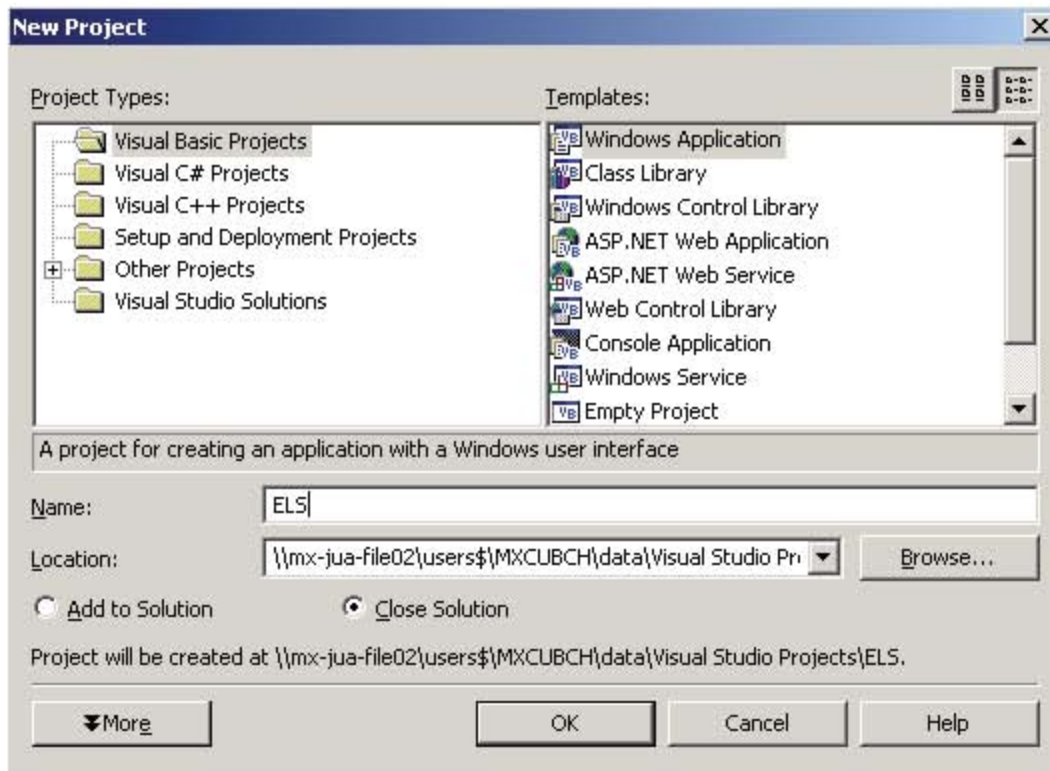 New Project
Project Types:
Templates:
Visual Basic Projects
Visual C# Projects
Visual C++ Projects
Setup and Deployment Projects
Other Projects
Visual Studio Solutions
Windows Application
Class Library
Windows Control Library
ASP.NET Web Application
ASP.NET Web Service
Web Control Library
Console Application
Windows Service
Empty Project
A project for creating an application with a Windows user interface
Name: ELS
Location: \\mx-jua-file02\users$\MXCUBCH\data\Visual Studio Pr Browse...
Add to Solution Close Solution
Project will be created at \\mx-jua-file02\users$\MXCUBCH\data\Visual Studio Projects\ELS.
More OK Cancel Help